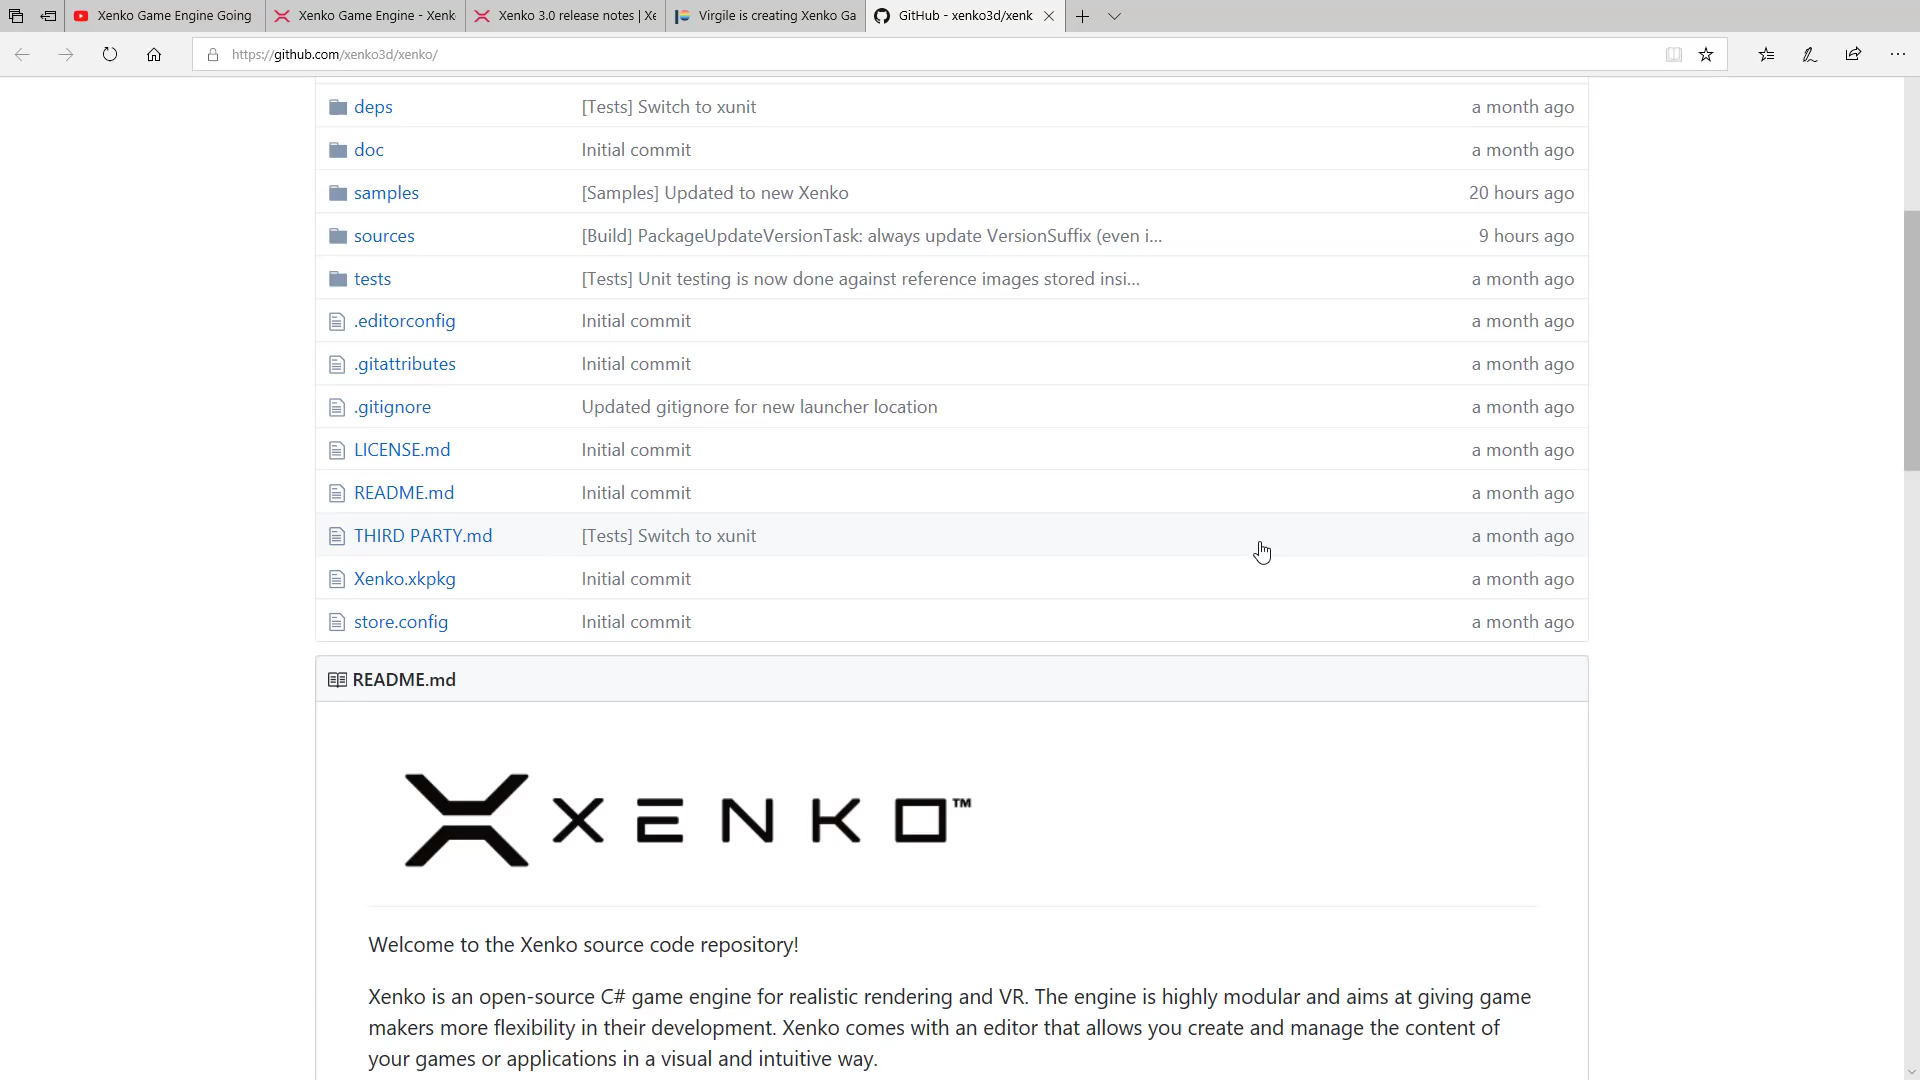 Xenko Game Engine Going
Xenko Game Engine - Xenk
Xenko 3.0 release notes | Xe
Virgile is creating Xenko Ga
GitHub - xenko3d/xenk
https://github.com/xenko3d/xenko/
deps [Tests] Switch to xunit a month ago
doc Initial commit a month ago
samples [Samples] Updated to new Xenko 20 hours ago
sources [Build] PackageUpdateVersionTask: always update VersionSuffix (even i... 9 hours ago
tests [Tests] Unit testing is now done against reference images stored insi... a month ago
.editorconfig Initial commit a month ago
.gitattributes Initial commit a month ago
.gitignore Updated gitignore for new launcher location a month ago
LICENSE.md Initial commit a month ago
README.md Initial commit a month ago
THIRD PARTY.md [Tests] Switch to xunit a month ago
Xenko.xkpkg Initial commit a month ago
store.config Initial commit a month ago
README.md
XENKO™
Welcome to the Xenko source code repository!
Xenko is an open-source C# game engine for realistic rendering and VR. The engine is highly modular and aims at giving game
makers more flexibility in their development. Xenko comes with an editor that allows you create and manage the content of
your games or applications in a visual and intuitive way.